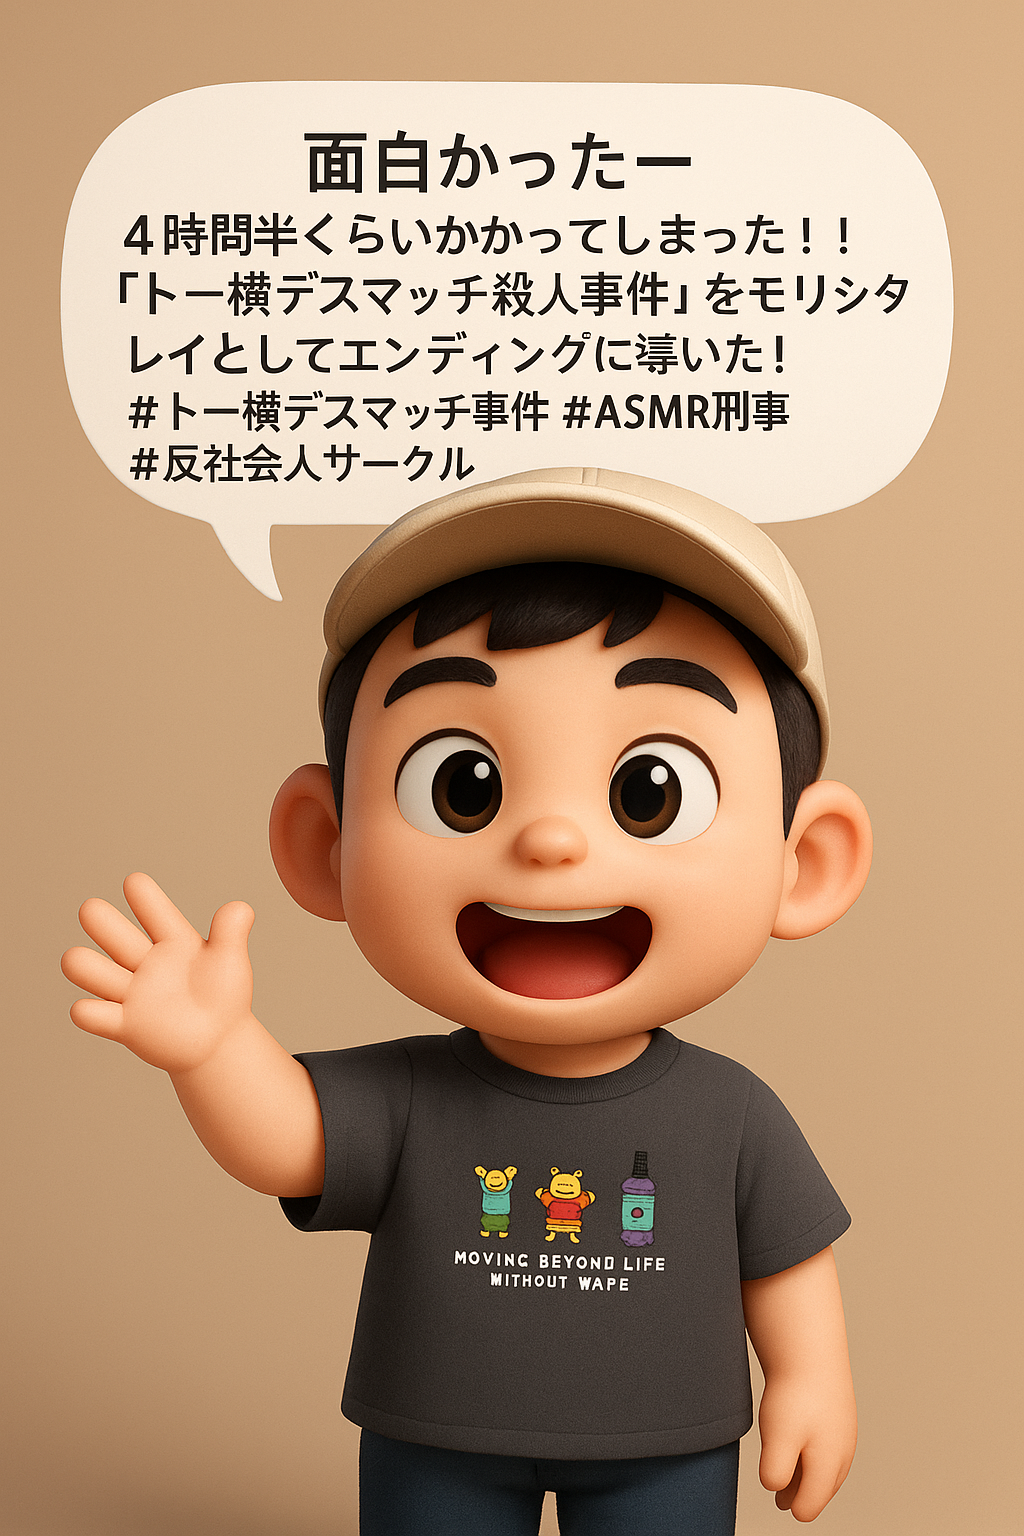 面白かったー
4時間半くらいかかってしまった！！
「トー横デスマッチ殺人事件」をモリシタ
レイとしてエンディングに導いた！
#トー横デスマッチ事件 #ASMR刑事
#反社会人サークル
MOVING BEYOND LIFE
WITHOUT WAPE